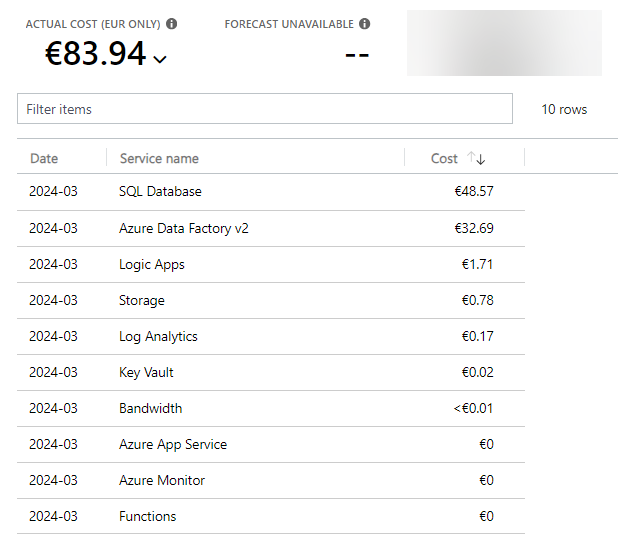 ACTUAL COST (EUR ONLY)
FORECAST UNAVAILABLE
€83.94
--
Filter items
10 rows
Date Service name Cost ↑↓
2024-03 SQL Database €48.57
2024-03 Azure Data Factory v2 €32.69
2024-03 Logic Apps €1.71
2024-03 Storage €0.78
2024-03 Log Analytics €0.17
2024-03 Key Vault €0.02
2024-03 Bandwidth <€0.01
2024-03 Azure App Service €0
2024-03 Azure Monitor €0
2024-03 Functions €0